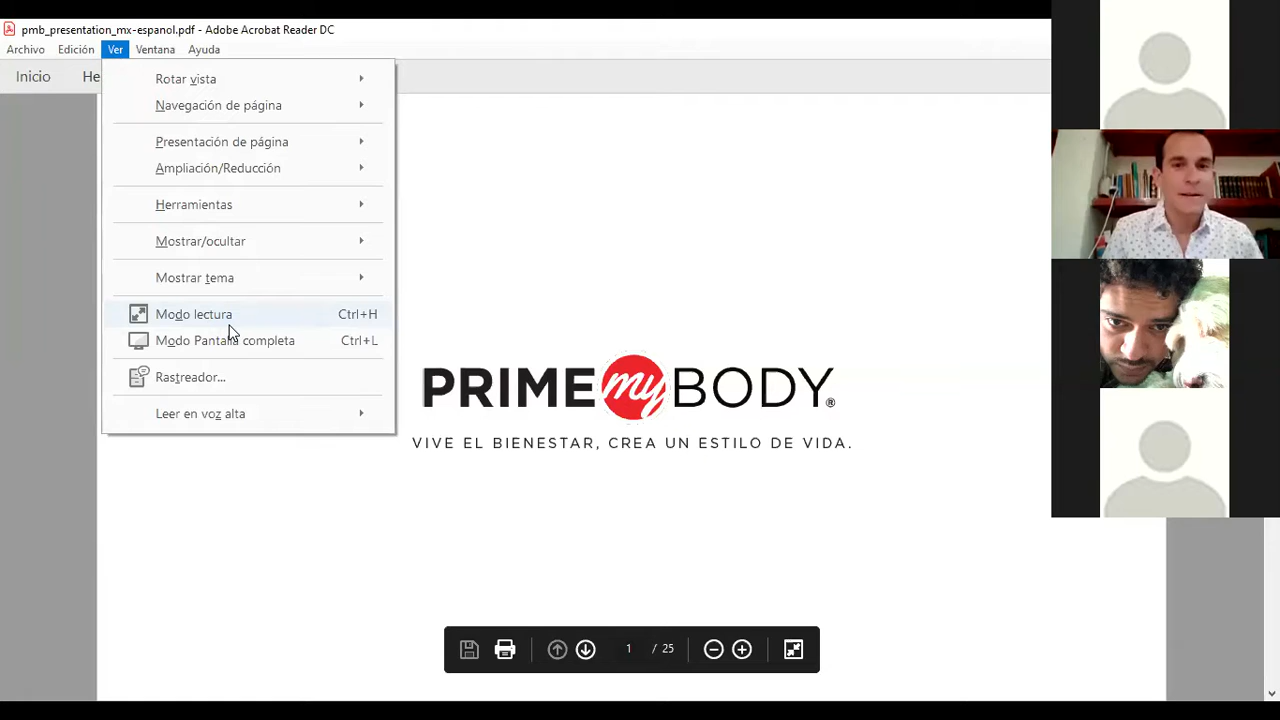 pmb_presentation_mx-espanol.pdf - Adobe Acrobat Reader DC
Archivo Edición Ver Ventana Ayuda
Inicio He
Rotar vista
Navegación de página
Presentación de página
Ampliación/Reducción
Herramientas
Mostrar/ocultar
Mostrar tema
Modo lectura Ctrl+H
Modo Pantalla completa Ctrl+L
Rastreador...
Leer en voz alta
PRIME my BODY®
VIVE EL BIENESTAR, CREA UN ESTILO DE VIDA.
1 / 25